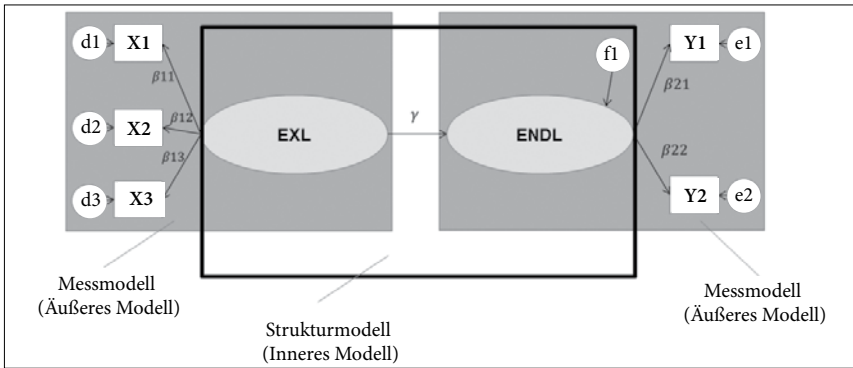 d1 X1 Y1 e1
f1
β11 β21
γ
d2 X2 β12 EXL ENDL
β13 β22
d3 X3 Y2 e2
Messmodell
(Äußeres Modell)
Strukturmodell
(Inneres Modell)
Messmodell
(Äußeres Modell)